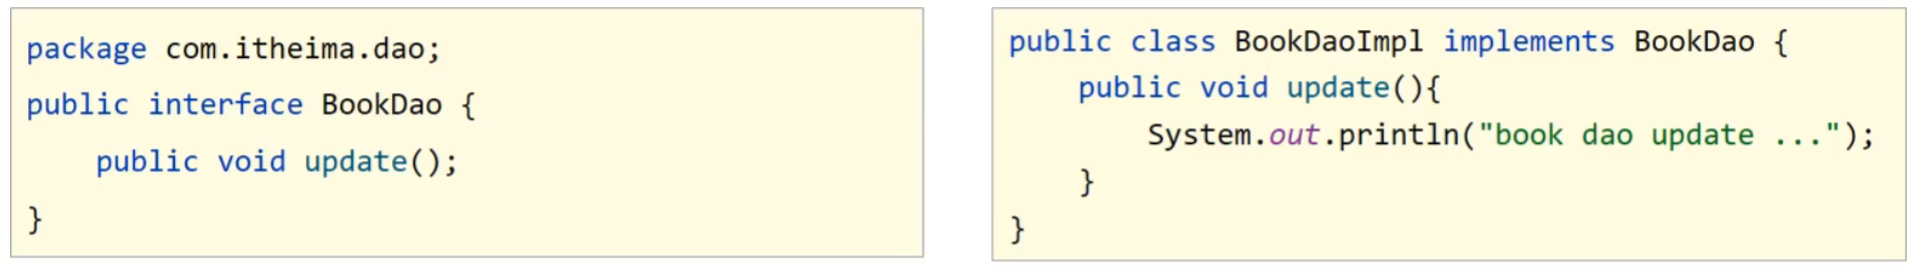 package com.itheima.dao;
public interface BookDao {
    public void update();
}
public class BookDaoImpl implements BookDao {
    public void update(){
        System.out.println("book dao update ...");
    }
}